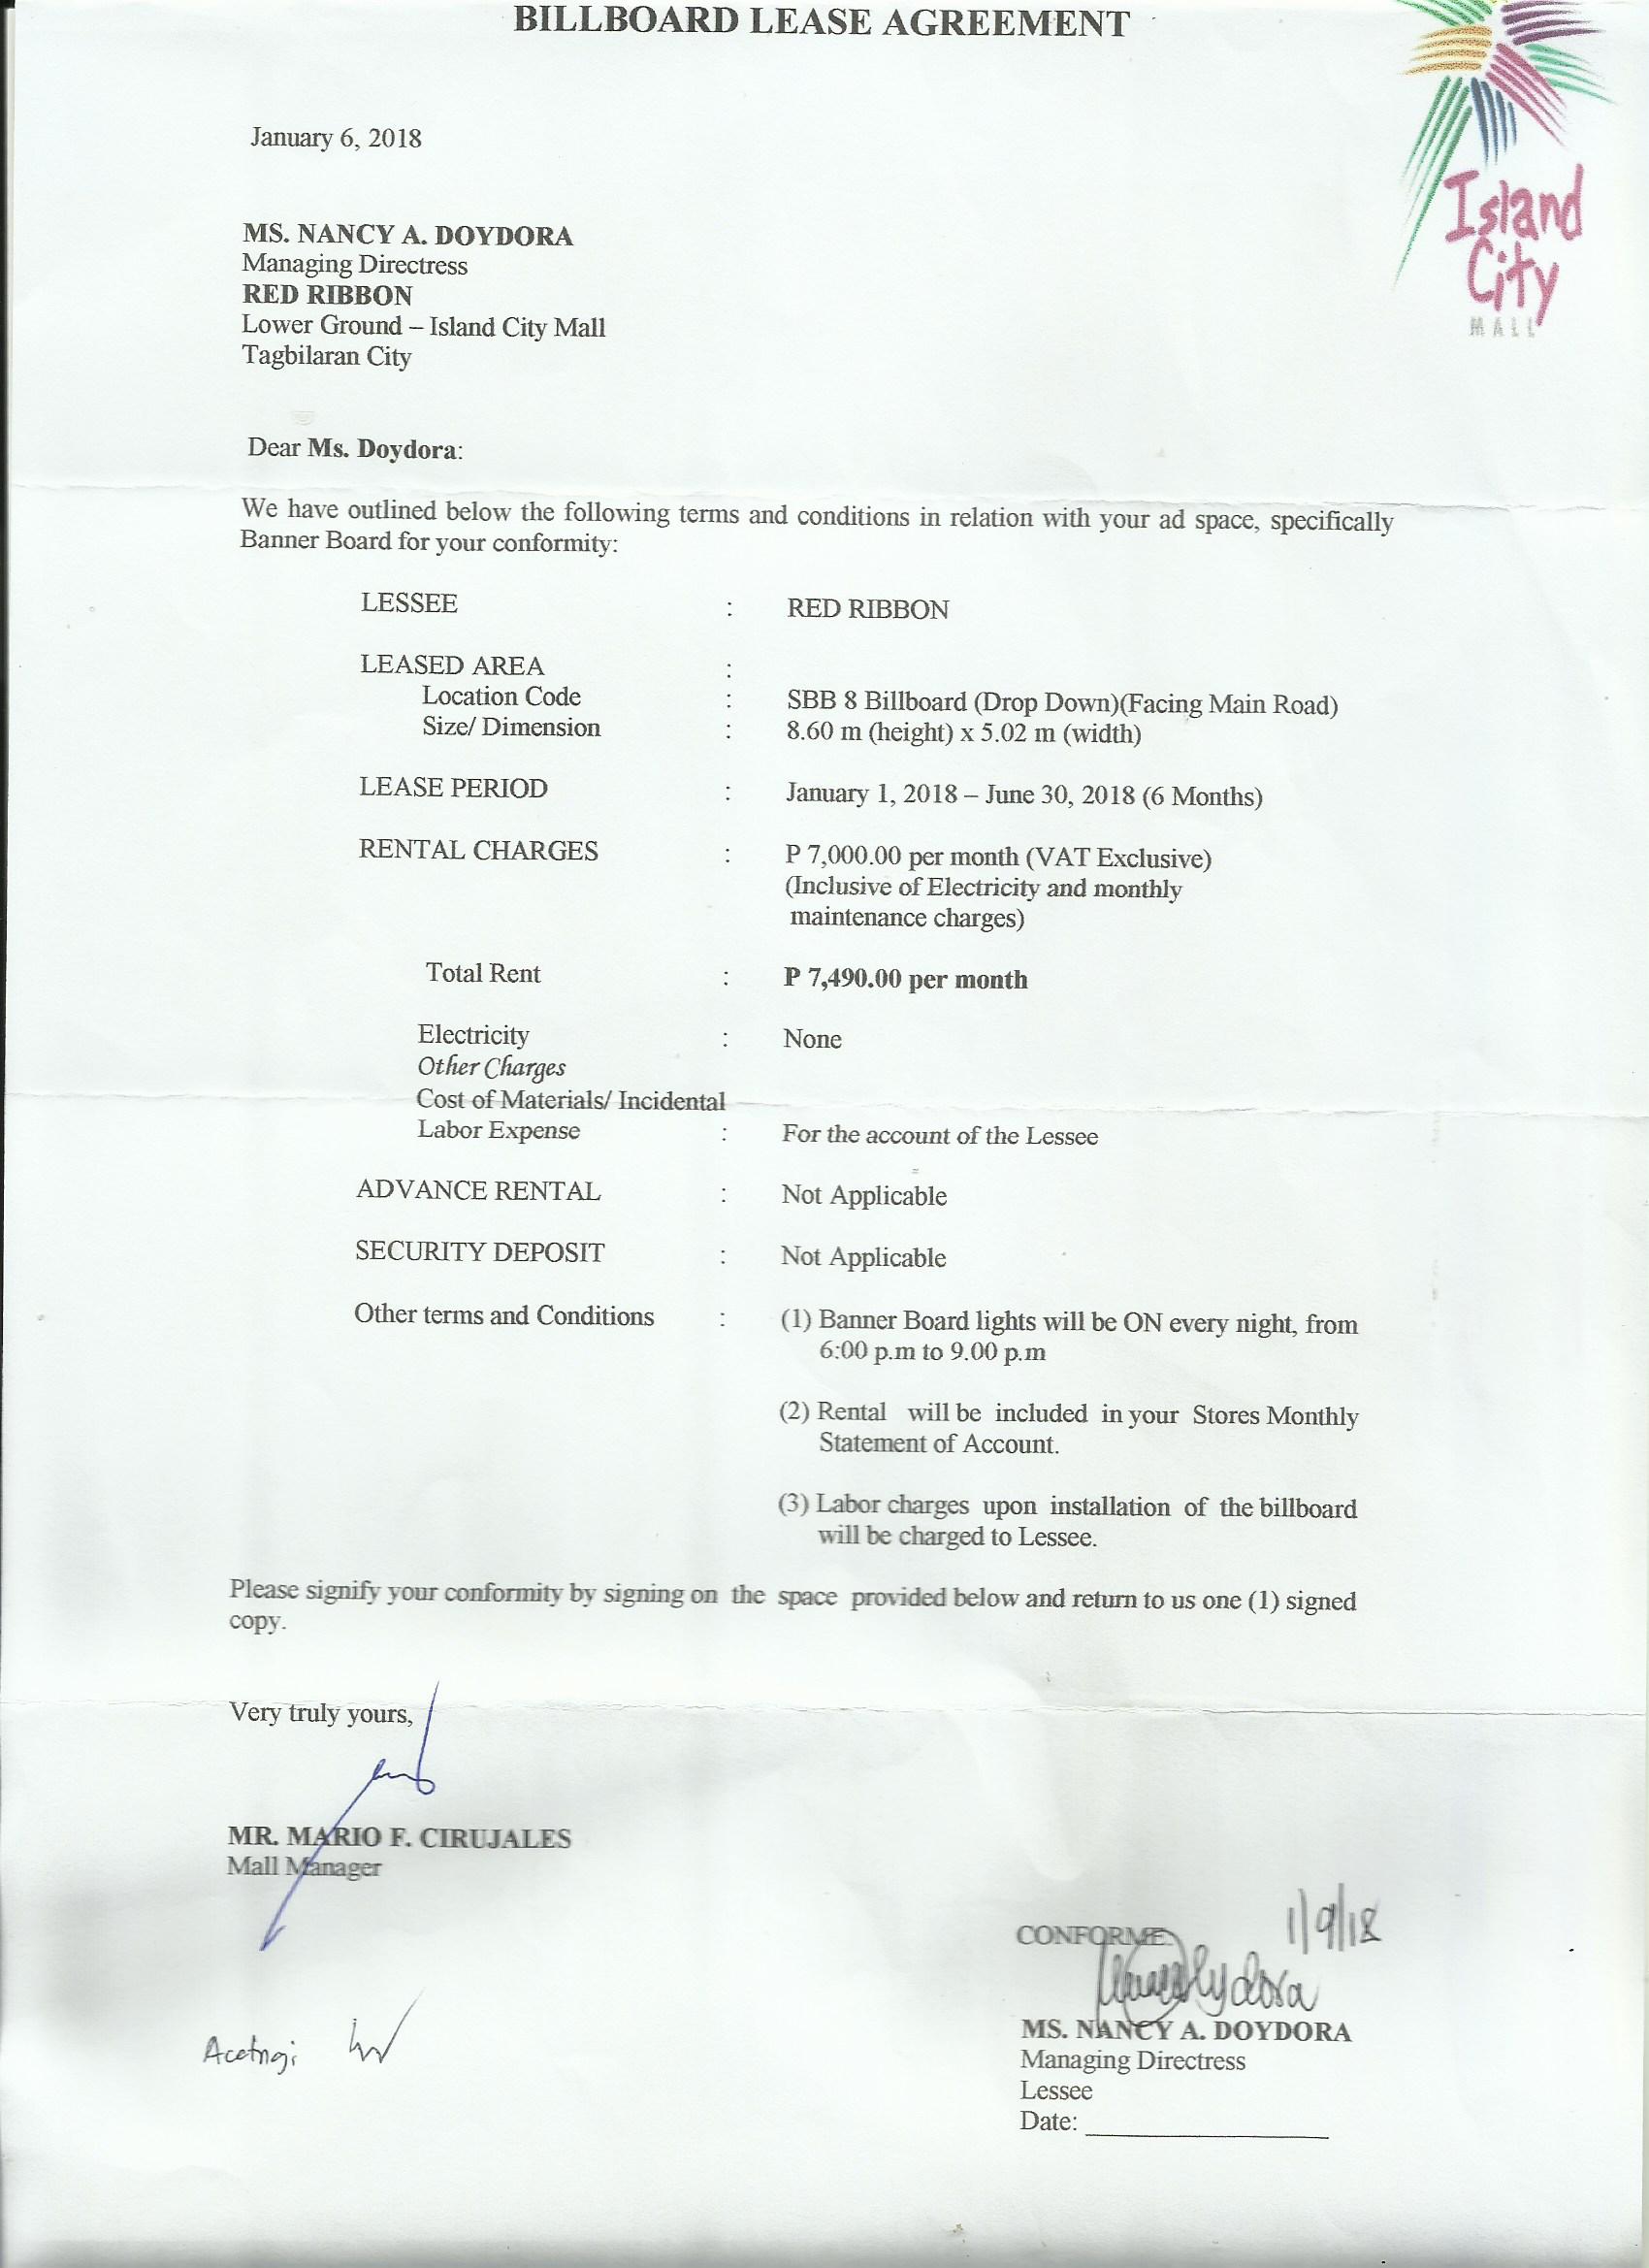 BILLBOARD LEASE AGREEMENT
Island
City
MALL
January 6, 2018
MS. NANCY A. DOYDORA
Managing Directress
RED RIBBON
Lower Ground – Island City Mall
Tagbilaran City
Dear Ms. Doydora:
We have outlined below the following terms and conditions in relation with your ad space, specifically
Banner Board for your conformity:
LESSEE : RED RIBBON
LEASED AREA :
Location Code : SBB 8 Billboard (Drop Down)(Facing Main Road)
Size/ Dimension : 8.60 m (height) x 5.02 m (width)
LEASE PERIOD : January 1, 2018 – June 30, 2018 (6 Months)
RENTAL CHARGES : P 7,000.00 per month (VAT Exclusive)
(Inclusive of Electricity and monthly
maintenance charges)
Total Rent : P 7,490.00 per month
Electricity : None
Other Charges
Cost of Materials/ Incidental
Labor Expense : For the account of the Lessee
ADVANCE RENTAL : Not Applicable
SECURITY DEPOSIT : Not Applicable
Other terms and Conditions : (1) Banner Board lights will be ON every night, from
6:00 p.m to 9.00 p.m
(2) Rental will be included in your Stores Monthly
Statement of Account.
(3) Labor charges upon installation of the billboard
will be charged to Lessee.
Please signify your conformity by signing on the space provided below and return to us one (1) signed
copy.
Very truly yours,
MR. MARIO F. CIRUJALES
Mall Manager
CONFORME: 1/9/18
MS. NANCY A. DOYDORA
Managing Directress
Lessee
Date: